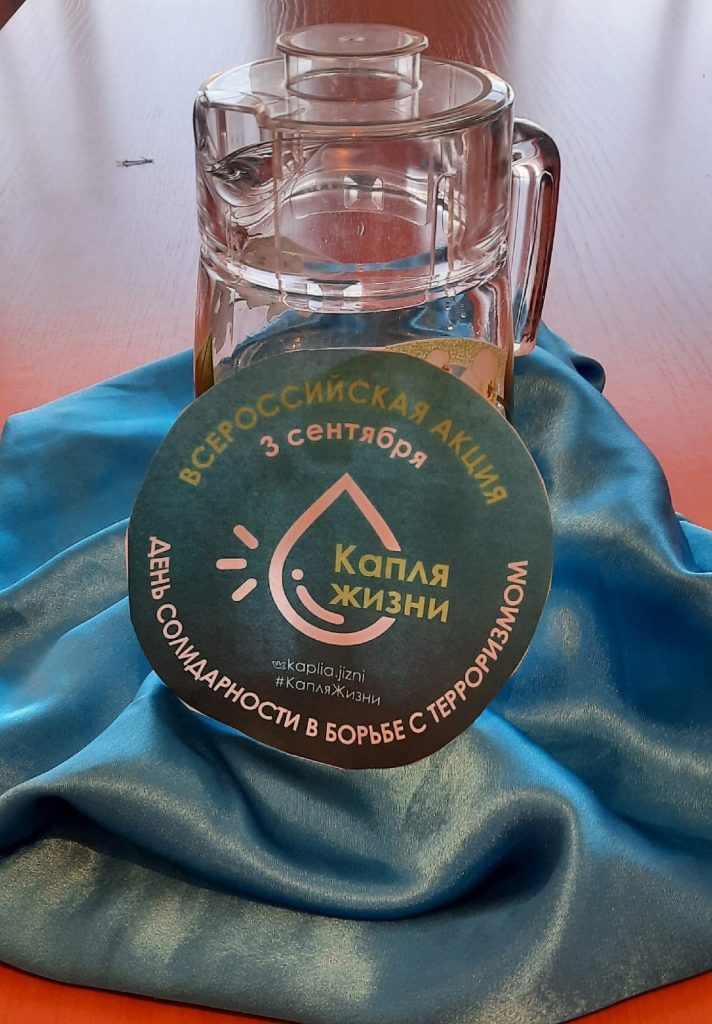 ВСЕРОССИЙСКАЯ АКЦИЯ
3 сентября
Капля
жизни
kaplia.jizni
#КапляЖизни
ДЕНЬ СОЛИДАРНОСТИ В БОРЬБЕ С ТЕРРОРИЗМОМ